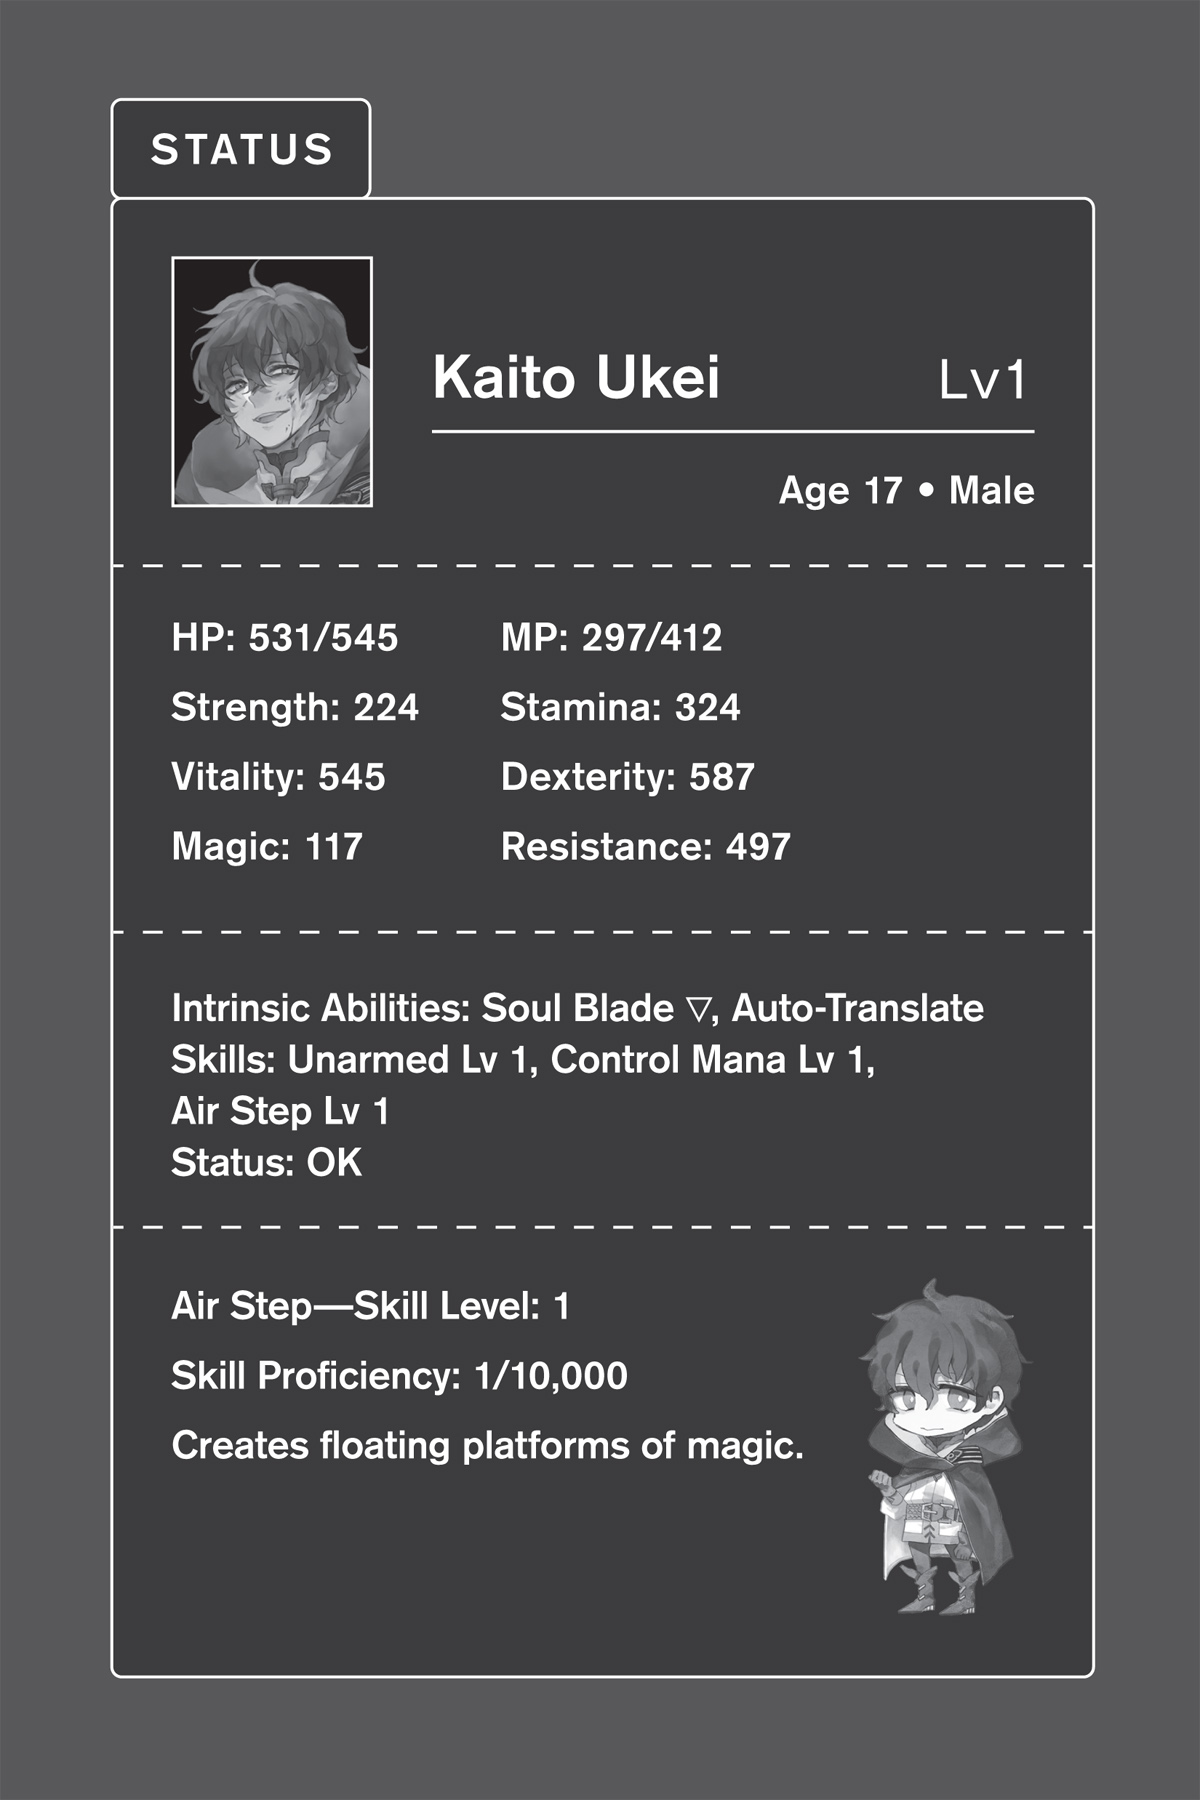 STATUS
Kaito Ukei Lv1
Age 17 • Male
HP: 531/545 MP: 297/412
Strength: 224 Stamina: 324
Vitality: 545 Dexterity: 587
Magic: 117 Resistance: 497
Intrinsic Abilities: Soul Blade ▽, Auto-Translate
Skills: Unarmed Lv 1, Control Mana Lv 1,
Air Step Lv 1
Status: OK
Air Step—Skill Level: 1
Skill Proficiency: 1/10,000
Creates floating platforms of magic.